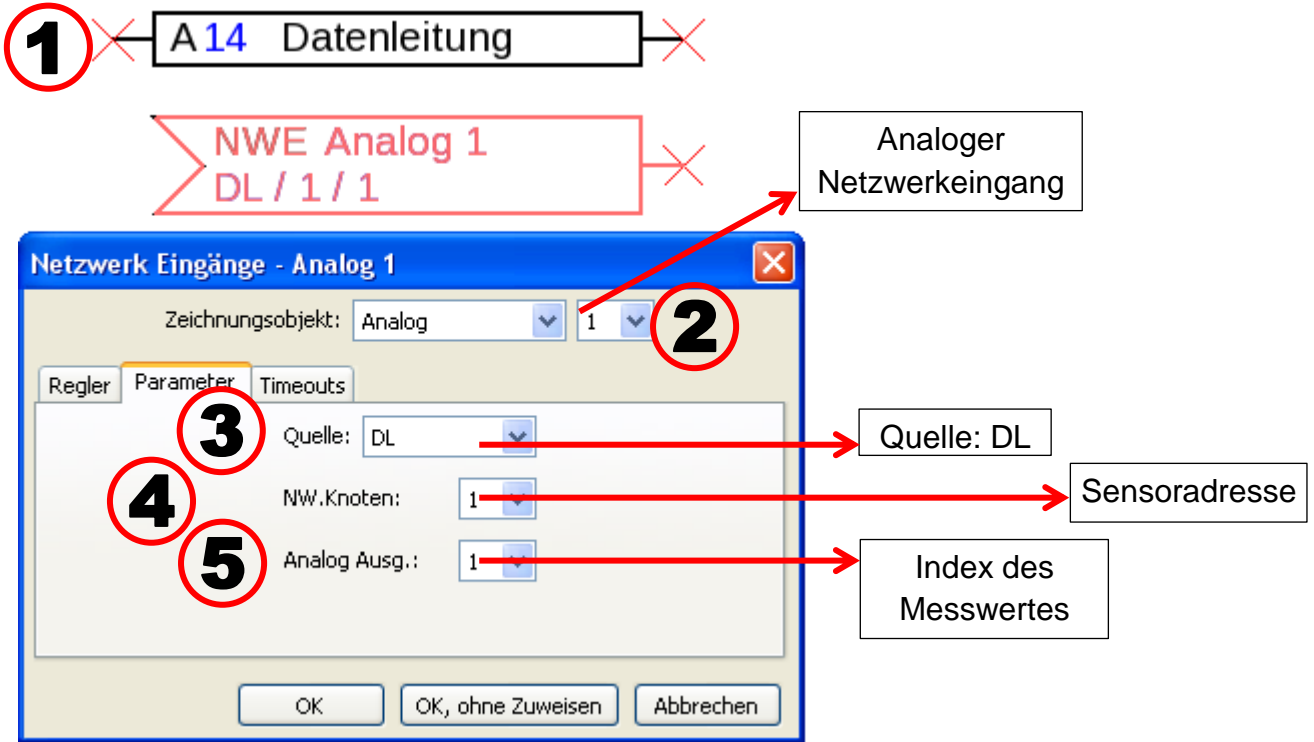 1
A 14 Datenleitung
NWE Analog 1
DL / 1 / 1
Analoger
Netzwerkeingang
Netzwerk Eingänge - Analog 1
Zeichnungsobjekt: Analog 1
2
Regler Parameter Timeouts
3
Quelle: DL
Quelle: DL
4
NW.Knoten: 1
Sensoradresse
5
Analog Ausg.: 1
Index des
Messwertes
OK OK, ohne Zuweisen Abbrechen